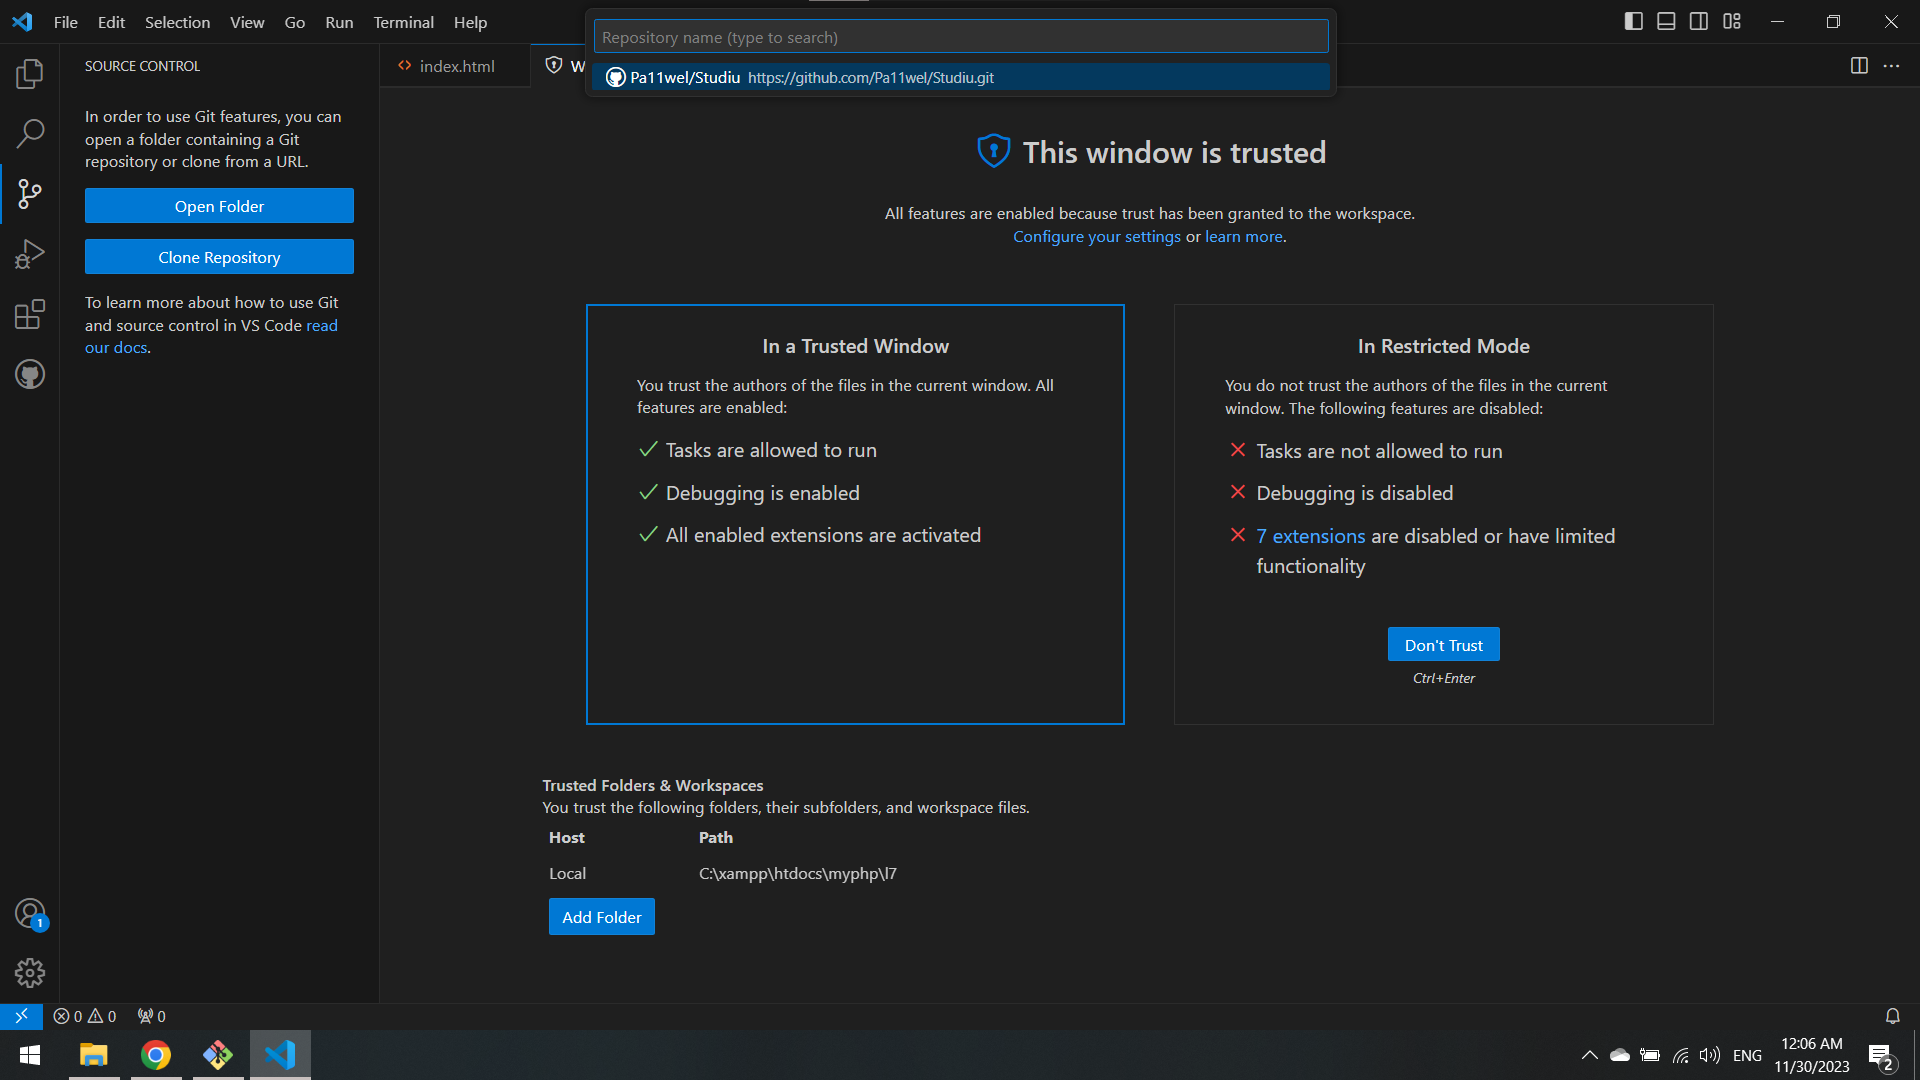 File Edit Selection View Go Run Terminal Help
Repository name (type to search)
Pa11wel/Studiu https://github.com/Pa11wel/Studiu.git
SOURCE CONTROL
index.html
W
In order to use Git features, you can
open a folder containing a Git
repository or clone from a URL.
Open Folder
Clone Repository
To learn more about how to use Git
and source control in VS Code read
our docs.
This window is trusted
All features are enabled because trust has been granted to the workspace.
Configure your settings or learn more.
In a Trusted Window
You trust the authors of the files in the current window. All
features are enabled:
Tasks are allowed to run
Debugging is enabled
All enabled extensions are activated
In Restricted Mode
You do not trust the authors of the files in the current
window. The following features are disabled:
Tasks are not allowed to run
Debugging is disabled
7 extensions are disabled or have limited
functionality
Don't Trust
Ctrl+Enter
Trusted Folders & Workspaces
You trust the following folders, their subfolders, and workspace files.
Host Path
Local C:\xampp\htdocs\myphp\l7
Add Folder
1
0 0 0
ENG
12:06 AM
11/30/2023
2